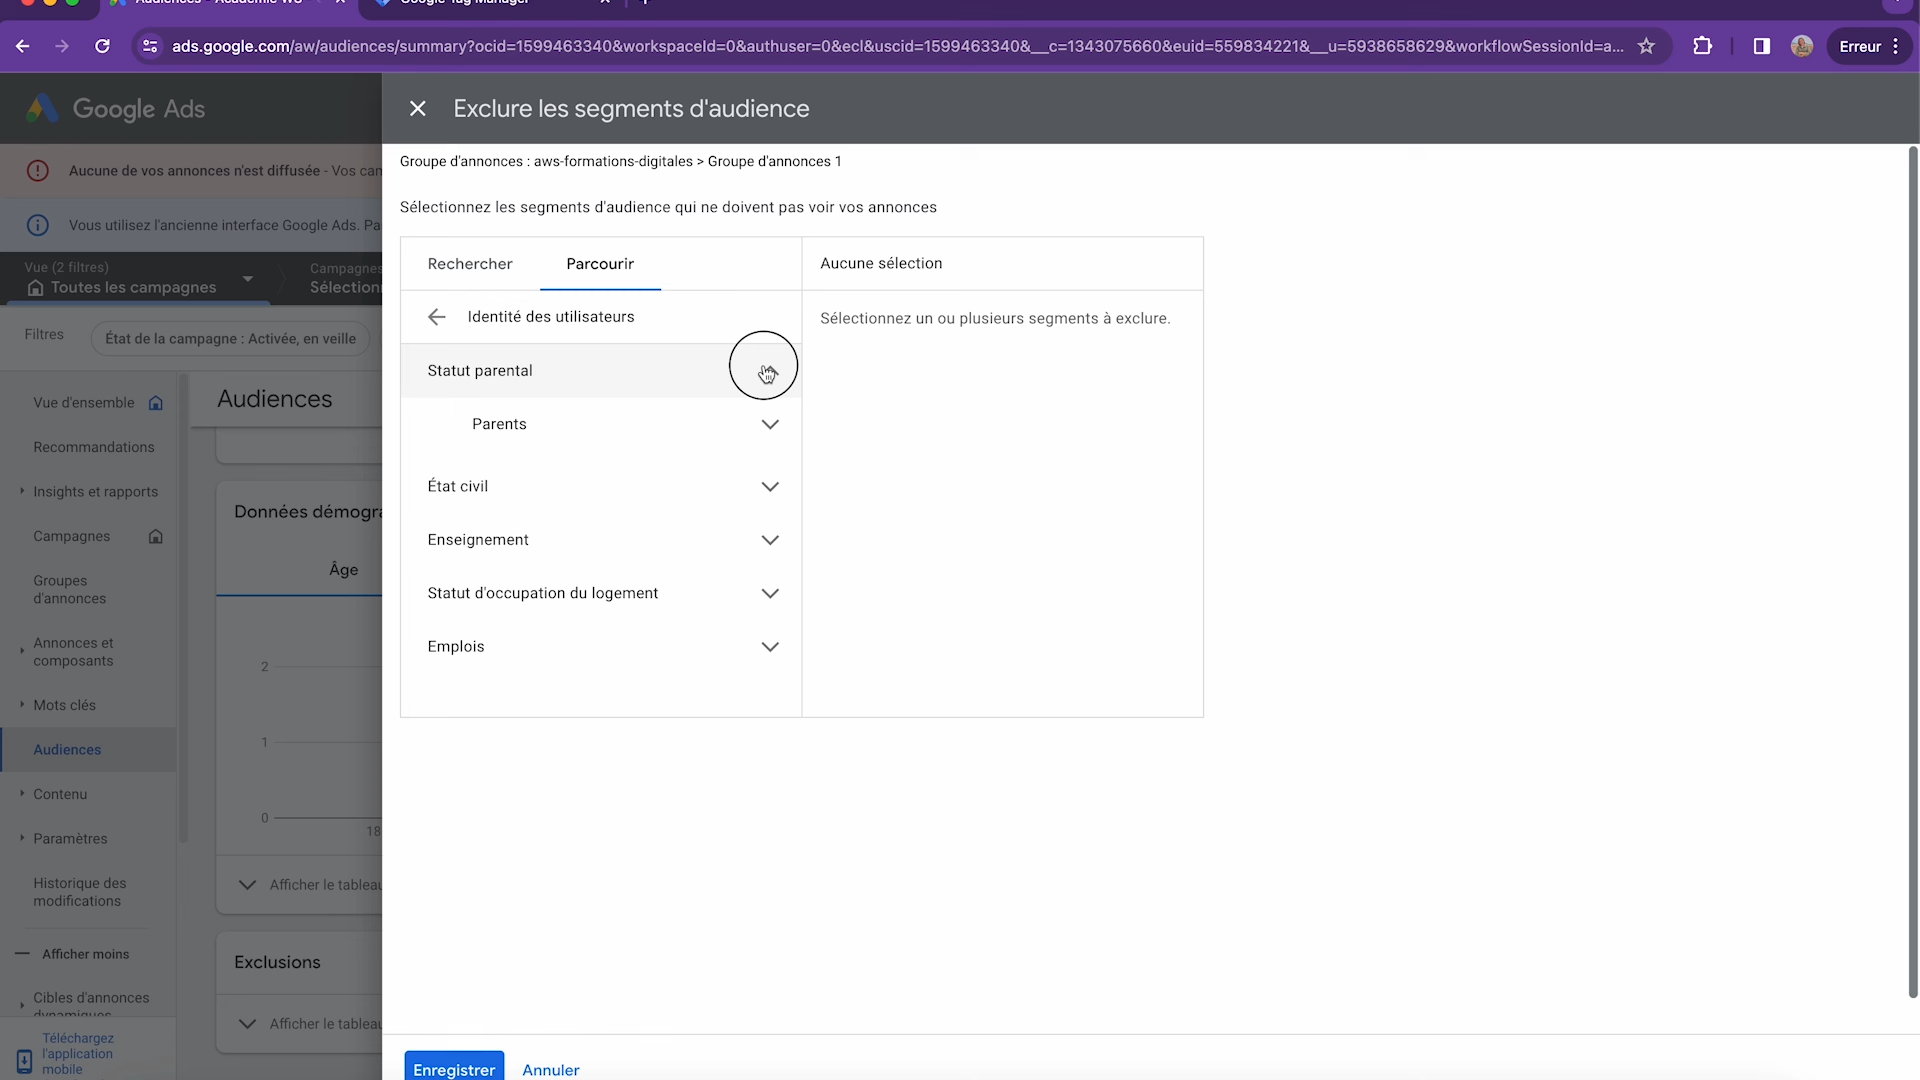 Google Tag Manager
ads.google.com/aw/audiences/summary?ocid=1599463340&workspaceId=0&authuser=0&ecl&uscid=1599463340&__c=1343075660&euid=559834221&__u=5938658629&workflowSessionId=a...
Erreur
Google Ads
Exclure les segments d'audience
Aucune de vos annonces n'est diffusée - Vos can
Groupe d'annonces : aws-formations-digitales > Groupe d'annonces 1
Vous utilisez l'ancienne interface Google Ads. Pa
Sélectionnez les segments d'audience qui ne doivent pas voir vos annonces
Vue (2 filtres)
Toutes les campagnes
Campagnes
Sélection
Rechercher
Parcourir
Aucune sélection
Identité des utilisateurs
Sélectionnez un ou plusieurs segments à exclure.
Filtres
État de la campagne : Activée, en veille
Statut parental
Parents
État civil
Enseignement
Statut d'occupation du logement
Emplois
Vue d'ensemble
Recommandations
Insights et rapports
Campagnes
Groupes
d'annonces
Annonces et
composants
Mots clés
Audiences
Contenu
Paramètres
Historique des
modifications
Afficher moins
Cibles d'annonces
dynamiques
Téléchargez
l'application
mobile
Audiences
Données démogra
Âge
2
1
0
18
Afficher le tableau
Exclusions
Afficher le tableau
Enregistrer
Annuler